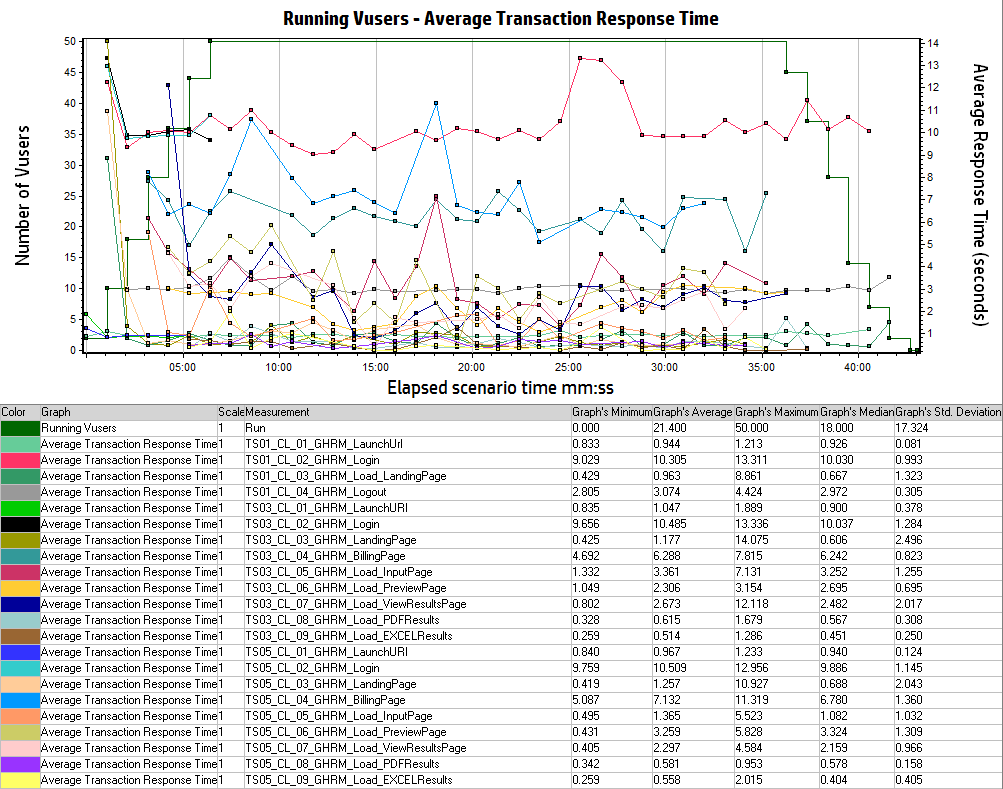 Running Vusers - Average Transaction Response Time
Number of Vusers
50
45
40
35
30
25
20
15
10
5
0
14
13
12
11
10
9
8
7
6
5
4
3
2
1
Average Response Time (seconds)
05:00 10:00 15:00 20:00 25:00 30:00 35:00 40:00
Elapsed scenario time mm:ss
Color Graph Scale Measurement Graph's Minimum Graph's Average Graph's Maximum Graph's Median Graph's Std. Deviation
Running Vusers 1 Run 0.000 21.400 50.000 18.000 17.324
Average Transaction Response Time 1 TS01_CL_01_GHRM_LaunchUrl 0.833 0.944 1.213 0.926 0.081
Average Transaction Response Time 1 TS01_CL_02_GHRM_Login 9.029 10.305 13.311 10.030 0.993
Average Transaction Response Time 1 TS01_CL_03_GHRM_Load_LandingPage 0.429 0.963 8.861 0.667 1.323
Average Transaction Response Time 1 TS01_CL_04_GHRM_Logout 2.805 3.074 4.424 2.972 0.305
Average Transaction Response Time 1 TS03_CL_01_GHRM_LaunchURI 0.835 1.047 1.889 0.900 0.378
Average Transaction Response Time 1 TS03_CL_02_GHRM_Login 9.656 10.485 13.336 10.037 1.284
Average Transaction Response Time 1 TS03_CL_03_GHRM_LandingPage 0.425 1.177 14.075 0.606 2.496
Average Transaction Response Time 1 TS03_CL_04_GHRM_BillingPage 4.692 6.288 7.815 6.242 0.823
Average Transaction Response Time 1 TS03_CL_05_GHRM_Load_InputPage 1.332 3.361 7.131 3.252 1.255
Average Transaction Response Time 1 TS03_CL_06_GHRM_Load_PreviewPage 1.049 2.306 3.154 2.695 0.695
Average Transaction Response Time 1 TS03_CL_07_GHRM_Load_ViewResultsPage 0.802 2.673 12.118 2.482 2.017
Average Transaction Response Time 1 TS03_CL_08_GHRM_Load_PDFResults 0.328 0.615 1.679 0.567 0.308
Average Transaction Response Time 1 TS03_CL_09_GHRM_Load_EXCELResults 0.259 0.514 1.286 0.451 0.250
Average Transaction Response Time 1 TS05_CL_01_GHRM_LaunchURI 0.840 0.967 1.233 0.940 0.124
Average Transaction Response Time 1 TS05_CL_02_GHRM_Login 9.759 10.509 12.956 9.886 1.145
Average Transaction Response Time 1 TS05_CL_03_GHRM_LandingPage 0.419 1.257 10.927 0.688 2.043
Average Transaction Response Time 1 TS05_CL_04_GHRM_BillingPage 5.087 7.132 11.319 6.780 1.360
Average Transaction Response Time 1 TS05_CL_05_GHRM_Load_InputPage 0.495 1.365 5.523 1.082 1.032
Average Transaction Response Time 1 TS05_CL_06_GHRM_Load_PreviewPage 0.431 3.259 5.828 3.324 1.309
Average Transaction Response Time 1 TS05_CL_07_GHRM_Load_ViewResultsPage 0.405 2.297 4.584 2.159 0.966
Average Transaction Response Time 1 TS05_CL_08_GHRM_Load_PDFResults 0.342 0.581 0.953 0.578 0.158
Average Transaction Response Time 1 TS05_CL_09_GHRM_Load_EXCELResults 0.259 0.558 2.015 0.404 0.405